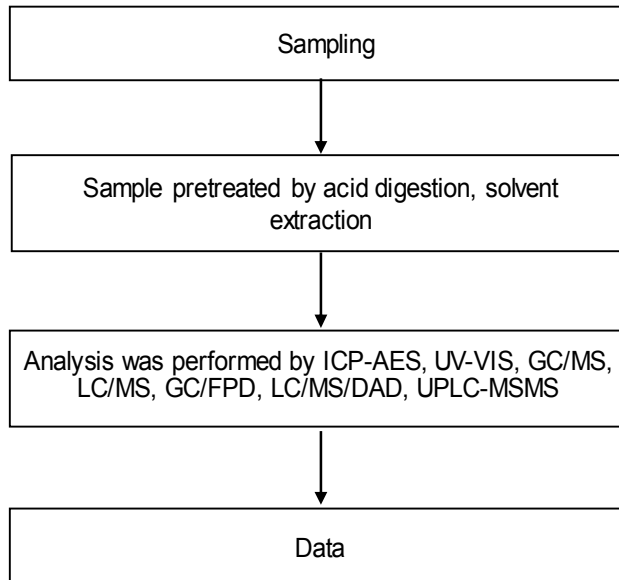 Sampling
Sample pretreated by acid digestion, solvent
extraction
Analysis was performed by ICP-AES, UV-VIS, GC/MS,
LC/MS, GC/FPD, LC/MS/DAD, UPLC-MSMS
Data